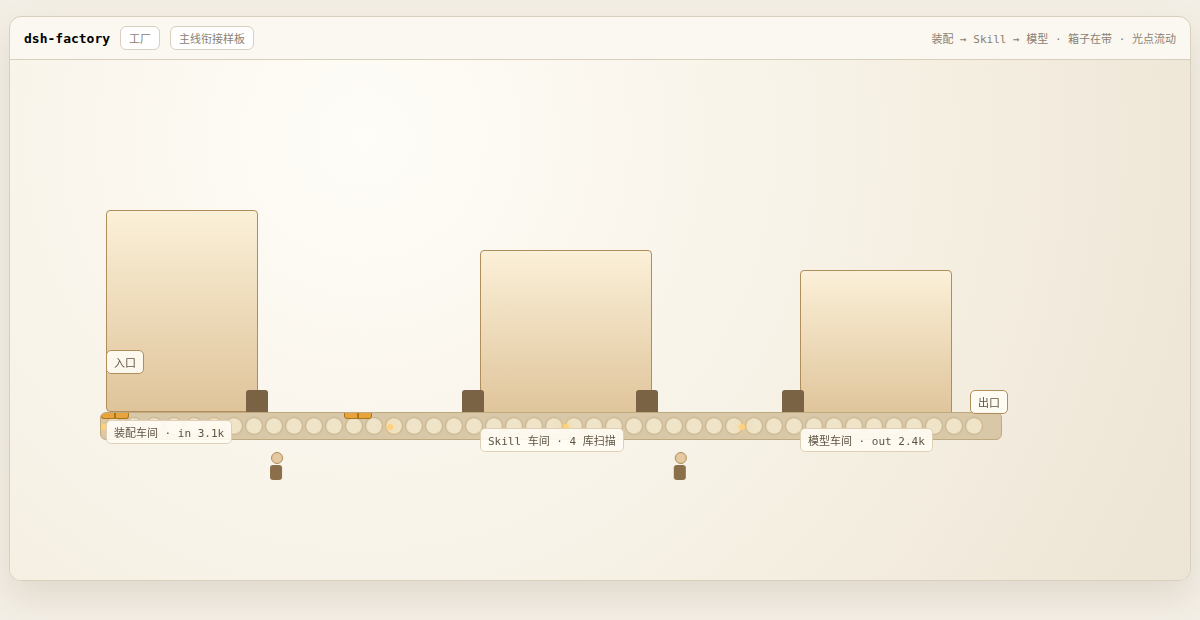 dsh-factory
工厂
主线衔接样板
装配 → Skill → 模型 · 箱子在带 · 光点流动
入口
出口
装配车间 · in 3.1k
Skill 车间 · 4 库扫描
模型车间 · out 2.4k